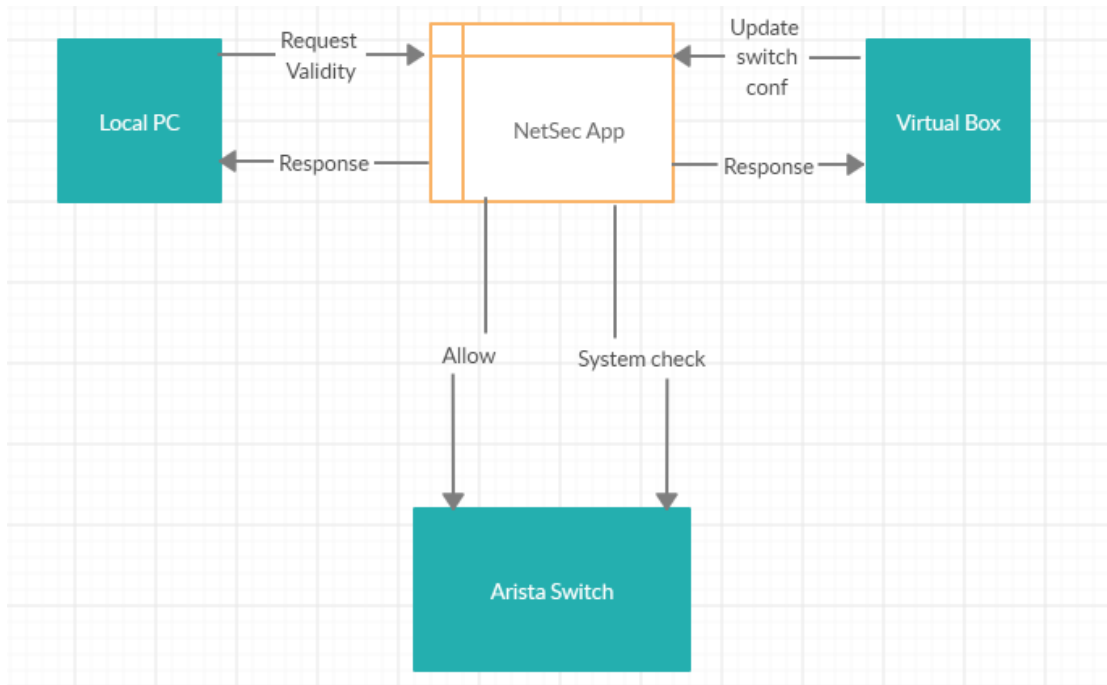 Request
Validity
Update
switch
conf
Local PC
NetSec App
Virtual Box
Response
Response
Allow
System check
Arista Switch